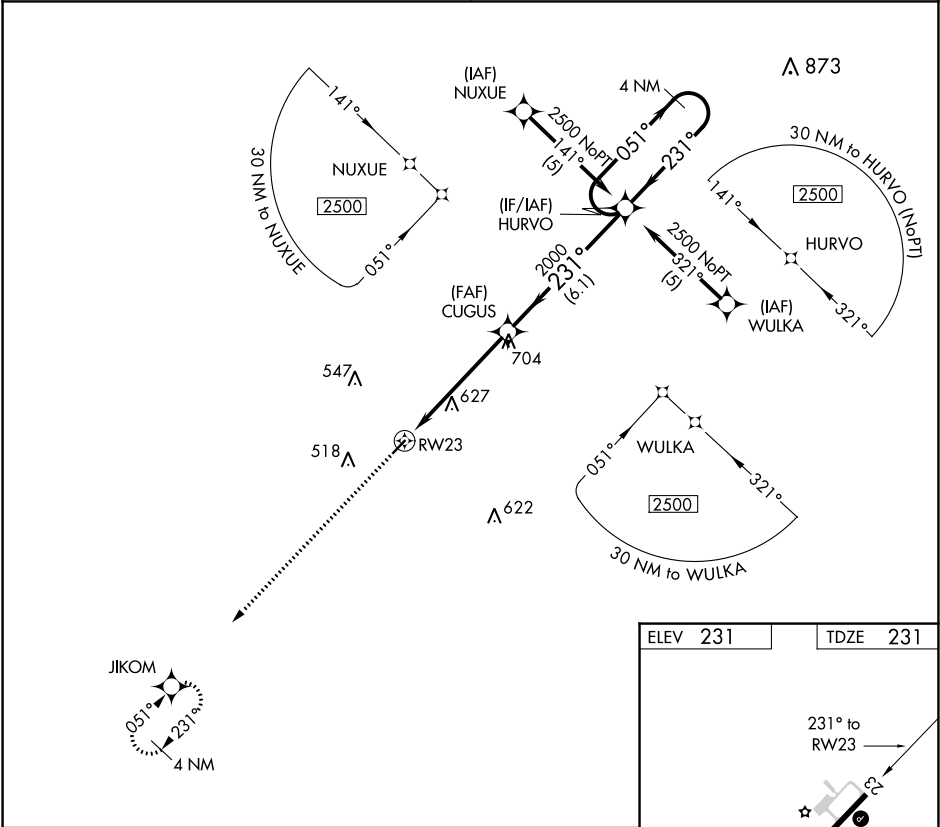 (IAF)
NUXUE
4 NM
873
141°
2500 NoPT
141°
(5)
051°
231°
30 NM to NUXUE
NUXUE
2500
051°
(IF/IAF)
HURVO
30 NM to HURVO (NoPT)
2500
141°
HURVO
321°
2000
231°
(6.1)
2500 NoPT
321°
(5)
(IAF)
WULKA
(FAF)
CUGUS
704
547
627
518
RW23
622
051°
WULKA
321°
2500
30 NM to WULKA
JIKOM
051°
231°
4 NM
ELEV 231
TDZE 231
231° to
RW23
23
P